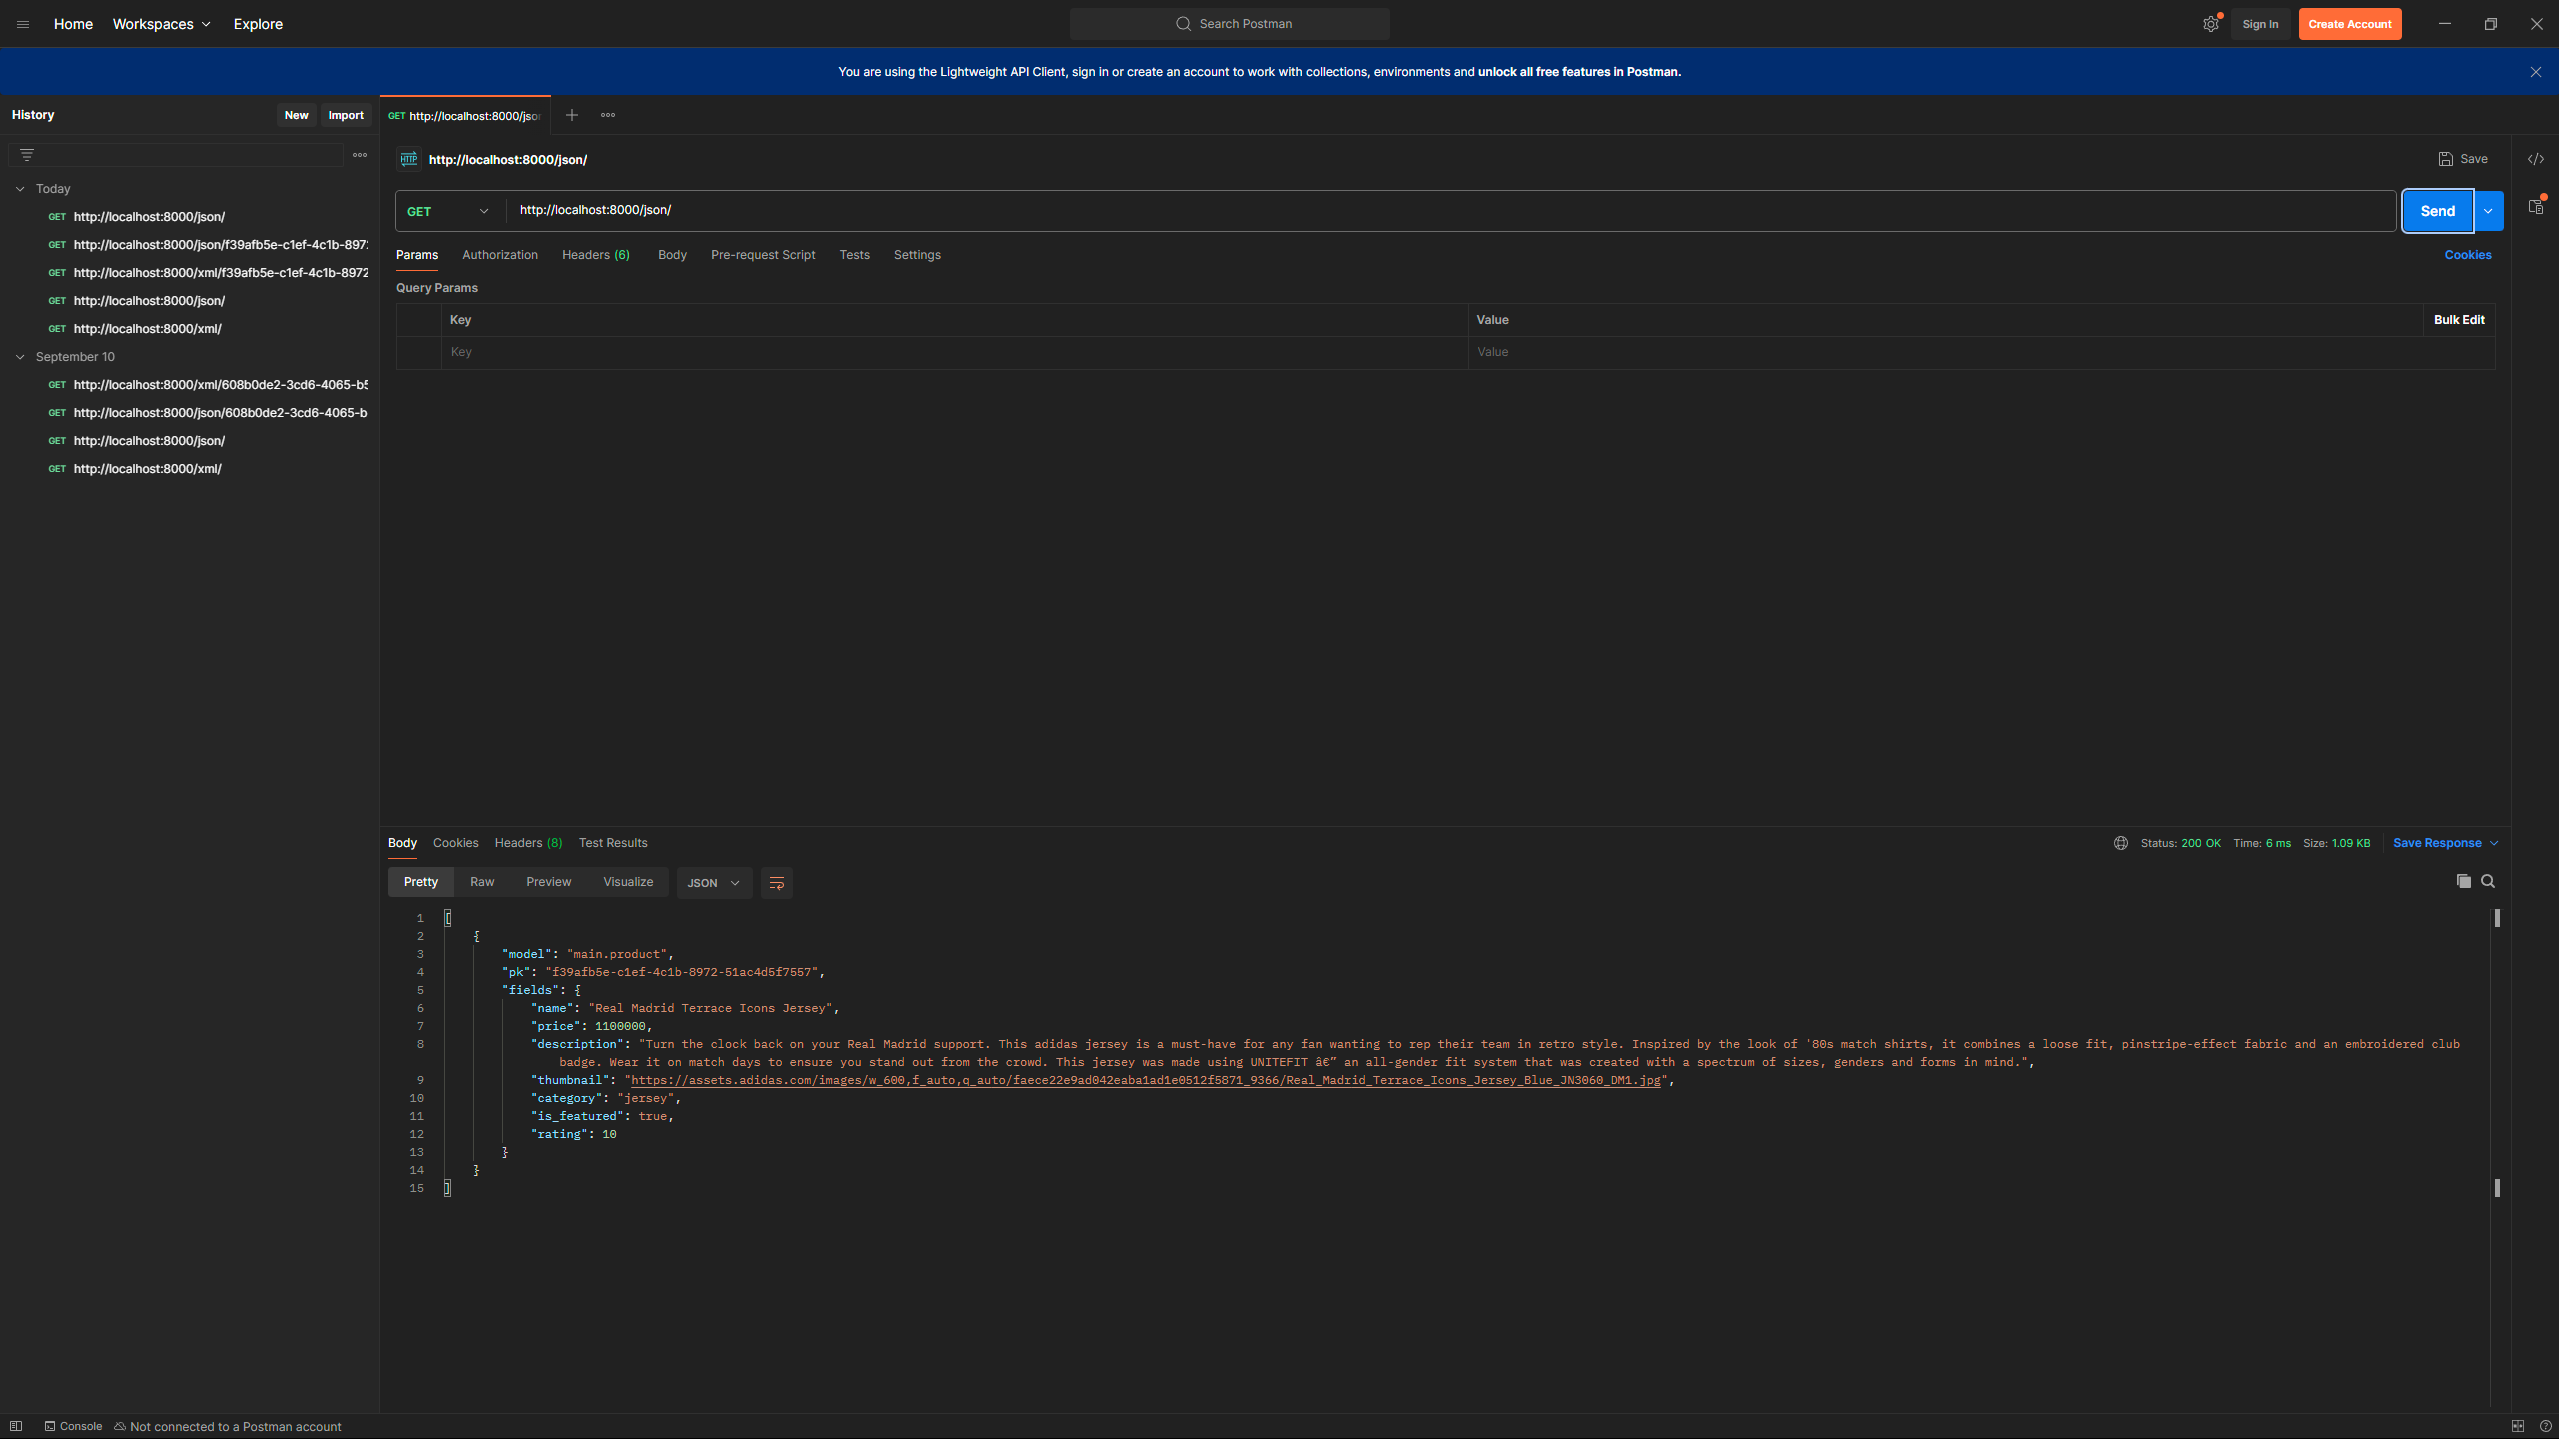 Home Workspaces Explore Search Postman Sign In Create Account
You are using the Lightweight API Client, sign in or create an account to work with collections, environments and unlock all free features in Postman.
History New Import
GET http://localhost:8000/jso
Today
GET http://localhost:8000/json/
GET http://localhost:8000/json/f39afb5e-c1ef-4c1b-897
GET http://localhost:8000/xml/f39afb5e-c1ef-4c1b-8972
GET http://localhost:8000/json/
GET http://localhost:8000/xml/
September 10
GET http://localhost:8000/xml/608b0de2-3cd6-4065-b5
GET http://localhost:8000/json/608b0de2-3cd6-4065-b
GET http://localhost:8000/json/
GET http://localhost:8000/xml/
HTTP http://localhost:8000/json/ Save
GET http://localhost:8000/json/ Send
Params Authorization Headers (6) Body Pre-request Script Tests Settings Cookies
Query Params
Key Value Bulk Edit
Key Value
Body Cookies Headers (8) Test Results Status: 200 OK Time: 6 ms Size: 1.09 KB Save Response
Pretty Raw Preview Visualize JSON
1 [
2 {
3 "model": "main.product",
4 "pk": "f39afb5e-c1ef-4c1b-8972-51ac4d5f7557",
5 "fields": {
6 "name": "Real Madrid Terrace Icons Jersey",
7 "price": 1100000,
8 "description": "Turn the clock back on your Real Madrid support. This adidas jersey is a must-have for any fan wanting to rep their team in retro style. Inspired by the look of '80s match shirts, it combines a loose fit, pinstripe-effect fabric and an embroidered club
badge. Wear it on match days to ensure you stand out from the crowd. This jersey was made using UNITEFIT â€” an all-gender fit system that was created with a spectrum of sizes, genders and forms in mind.",
9 "thumbnail": "https://assets.adidas.com/images/w_600,f_auto,q_auto/faece22e9ad042eaba1ad1e0512f5871_9366/Real_Madrid_Terrace_Icons_Jersey_Blue_JN3060_DM1.jpg",
10 "category": "jersey",
11 "is_featured": true,
12 "rating": 10
13 }
14 }
15 ]
Console Not connected to a Postman account